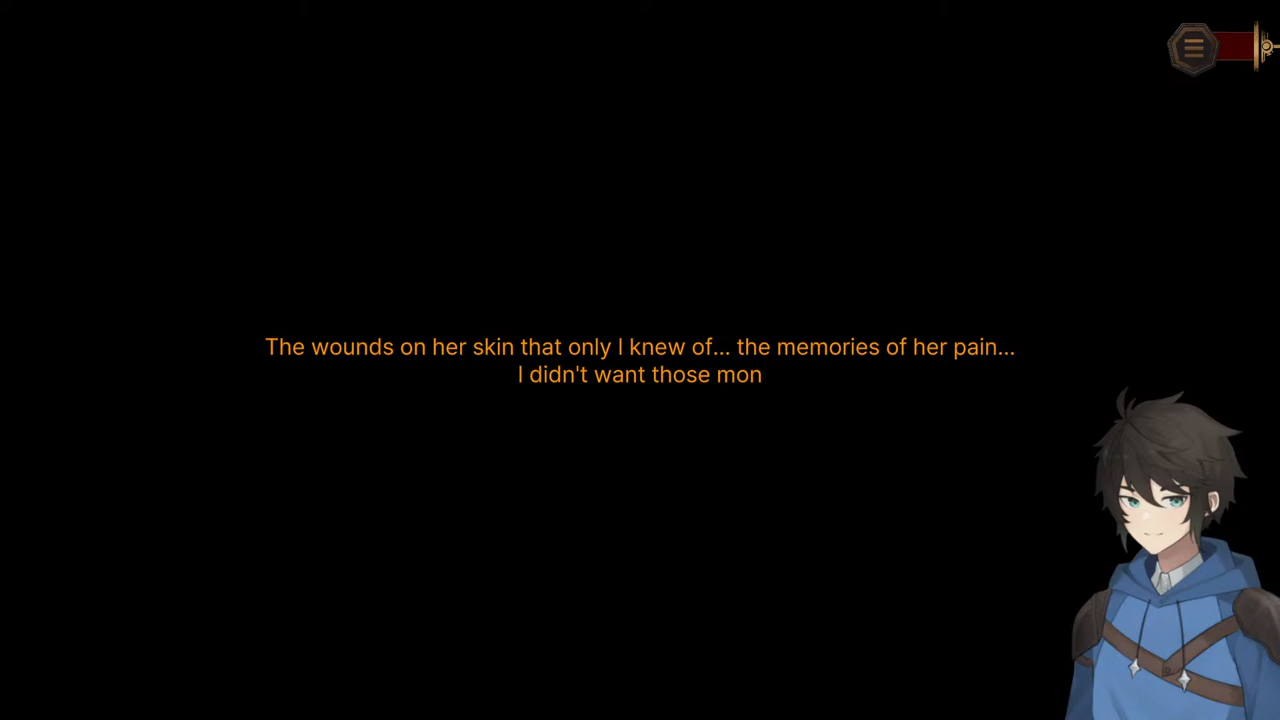 The wounds on her skin that only I knew of... the memories of her pain...
I didn't want those mon